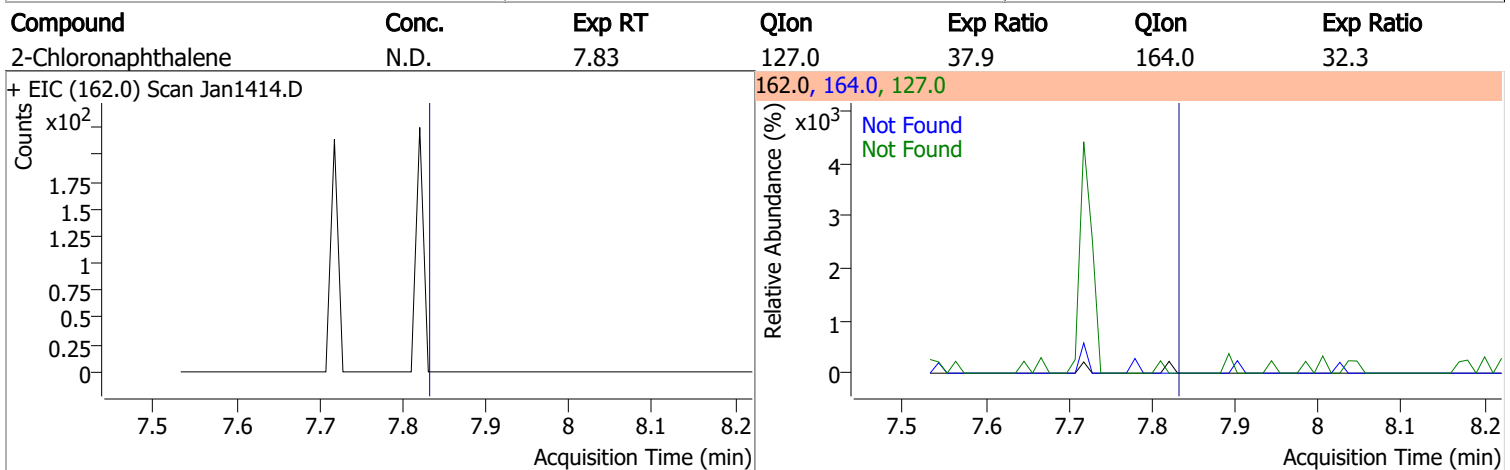 Compound Conc. Exp RT QIon Exp Ratio QIon Exp Ratio
2-Chloronaphthalene N.D. 7.83 127.0 37.9 164.0 32.3
+ EIC (162.0) Scan Jan1414.D
Counts
x10²
1.75
1.5
1.25
1
0.75
0.5
0.25
0
7.5 7.6 7.7 7.8 7.9 8 8.1 8.2
Acquisition Time (min)
162.0, 164.0, 127.0
Relative Abundance (%)
x10³
Not Found
Not Found
4
3
2
1
0
7.5 7.6 7.7 7.8 7.9 8 8.1 8.2
Acquisition Time (min)